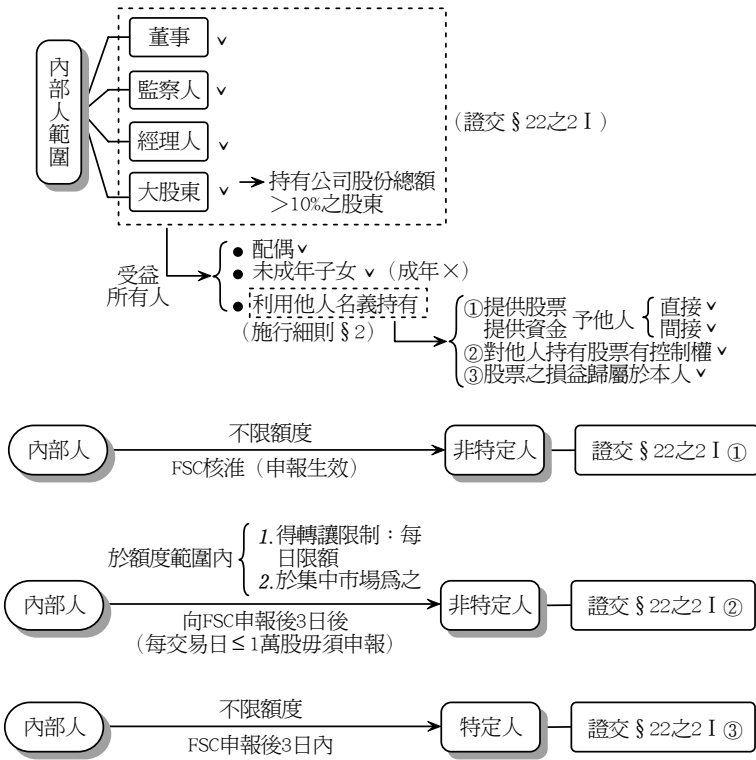 內部人範圍
董事 ˇ
監察人 ˇ
經理人 ˇ
大股東 ˇ
持有公司股份總額
>10%之股東
（證交§22之2Ⅰ）
受益
所有人
● 配偶ˇ
● 未成年子女ˇ（成年×）
● 利用他人名義持有
（施行細則§2）
①提供股票
提供資金
予他人
直接ˇ
間接ˇ
②對他人持有股票有控制權ˇ
③股票之損益歸屬於本人ˇ
內部人
不限額度
FSC核准（申報生效）
非特定人
證交§22之2Ⅰ①
於額度範圍內
1.得轉讓限制：每
日限額
2.於集中市場爲之
內部人
向FSC申報後3日後
（每交易日≤1萬股毋須申報）
非特定人
證交§22之2Ⅰ②
內部人
不限額度
FSC申報後3日內
特定人
證交§22之2Ⅰ③